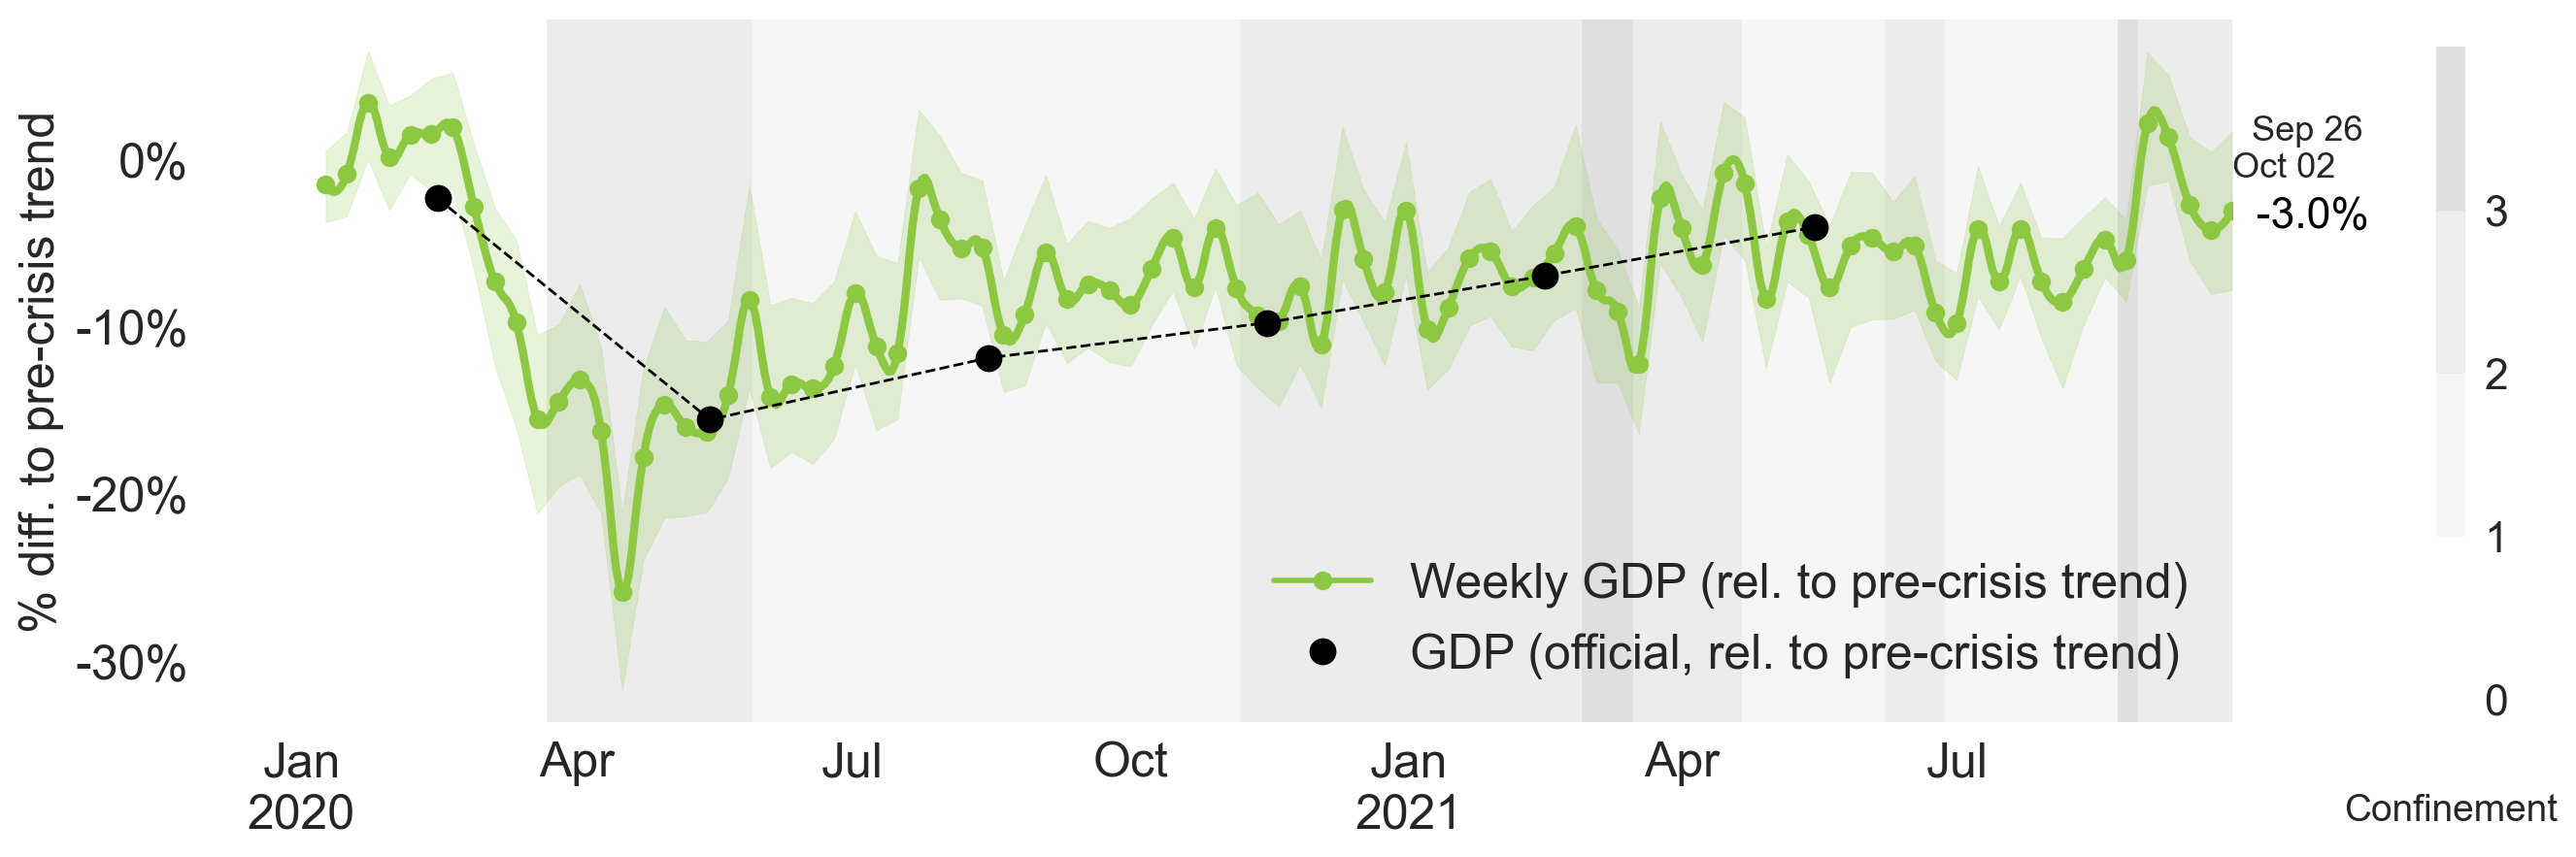 % diff. to pre-crisis trend
0%
-10%
-20%
-30%
Jan
2020
Apr
Jul
Oct
Jan
2021
Apr
Jul
Weekly GDP (rel. to pre-crisis trend)
GDP (official, rel. to pre-crisis trend)
Sep 26
Oct 02
-3.0%
3
2
1
0
Confinement